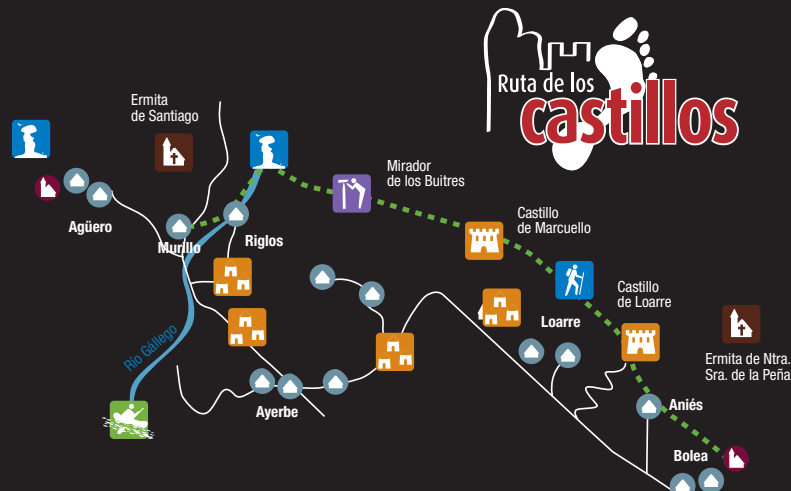 Ruta de los
castillos
Ermita
de Santiago
Mirador
de los Buitres
Agüero
Murillo
Riglos
Castillo
de Marcuello
Castillo
de Loarre
Loarre
Río Gállego
Ermita de Ntra.
Sra. de la Peña
Ayerbe
Aniés
Bolea